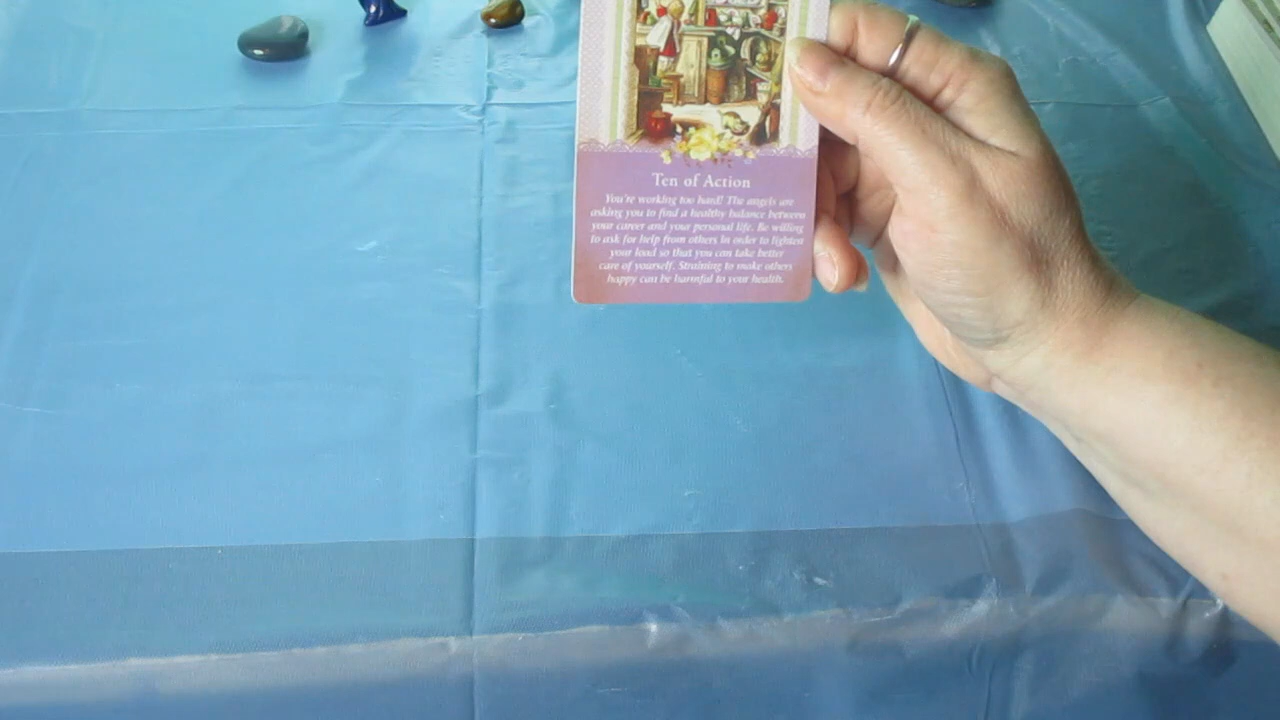 Ten of Action
You're working too hard! The angels are
asking you to find a healthy balance between
your career and your personal life. Be willing
to ask for help from others in order to lighten
your load so that you can take better
care of yourself. Straining to make others
happy can be harmful to your health.